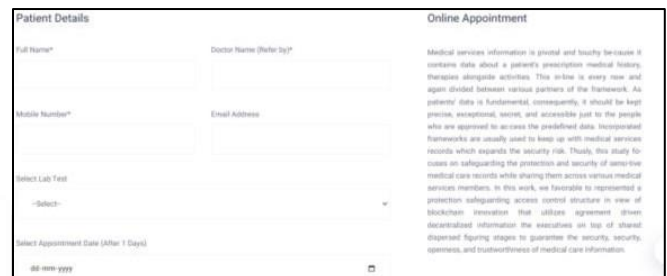 Patient Details
Full Name*
Doctor Name (Refer by)*
Mobile Number*
Email Address
Select Lab Test
--Select--
Select Appointment Date (After 1 Days)
dd-mm-yyyy
Online Appointment
Medical services information is pivotal and touchy be-cause it
contains data about a patient's prescription medical history,
therapies alongside activities. This in-line is every now and
again divided between various partners of the framework. As
patients' data is fundamental, consequently, it should be kept
precise, exceptional, secret, and accessible just to the people
who are approved to ac-cess the predefined data. Incorporated
frameworks are usually used to keep up with medical services
records which expands the security risk. Thusly, this study fo-
cuses on safeguarding the protection and security of sensi-tive
medical care records while sharing them across various medical
services members. In this work, we favorable to represented a
protection safeguarding access control structure in view of
blockchain innovation that utilizes agreement driven
decentralized information the executives on top of shared
dispersed figuring stages to guarantee the security, security,
openness, and trustworthiness of medical care information.